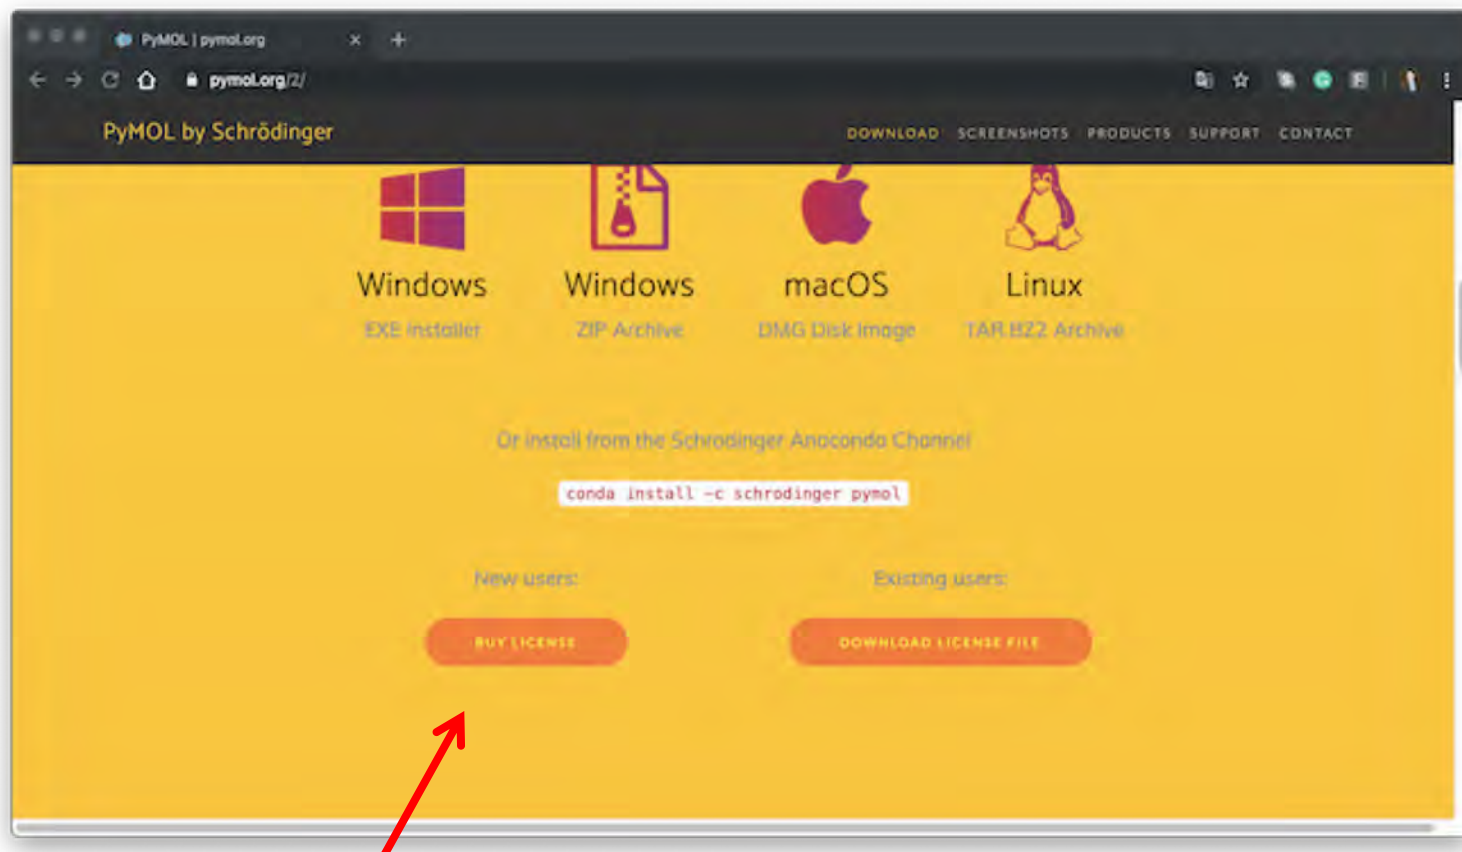 PyMOL | pymol.org
pymol.org/2/
PyMOL by Schrödinger
DOWNLOAD SCREENSHOTS PRODUCTS SUPPORT CONTACT
Windows Windows macOS Linux
EXE Installer ZIP Archive DMG Disk Image TAR.BZ2 Archive
Or install from the Schrodinger Anaconda Channel
conda install -c schrodinger pymol
New users: Existing users:
BUY LICENSE DOWNLOAD LICENSE FILE